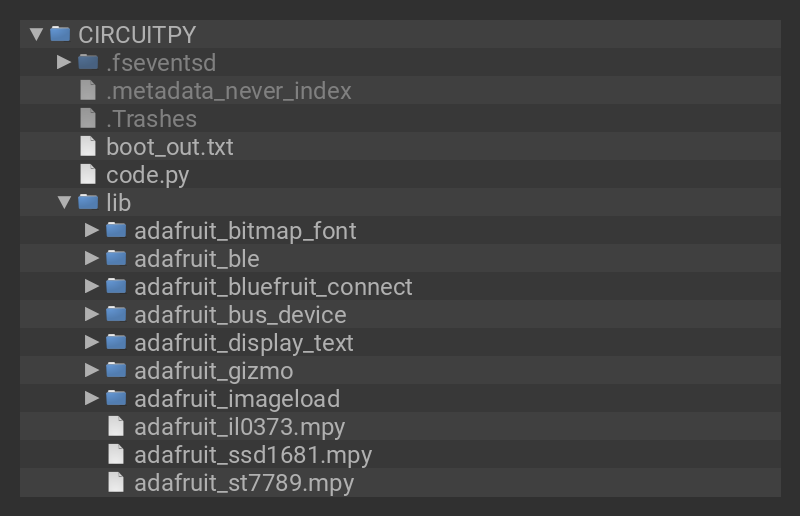 CIRCUITPY
.fseventsd
.metadata_never_index
.Trashes
boot_out.txt
code.py
lib
adafruit_bitmap_font
adafruit_ble
adafruit_bluefruit_connect
adafruit_bus_device
adafruit_display_text
adafruit_gizmo
adafruit_imageload
adafruit_il0373.mpy
adafruit_ssd1681.mpy
adafruit_st7789.mpy